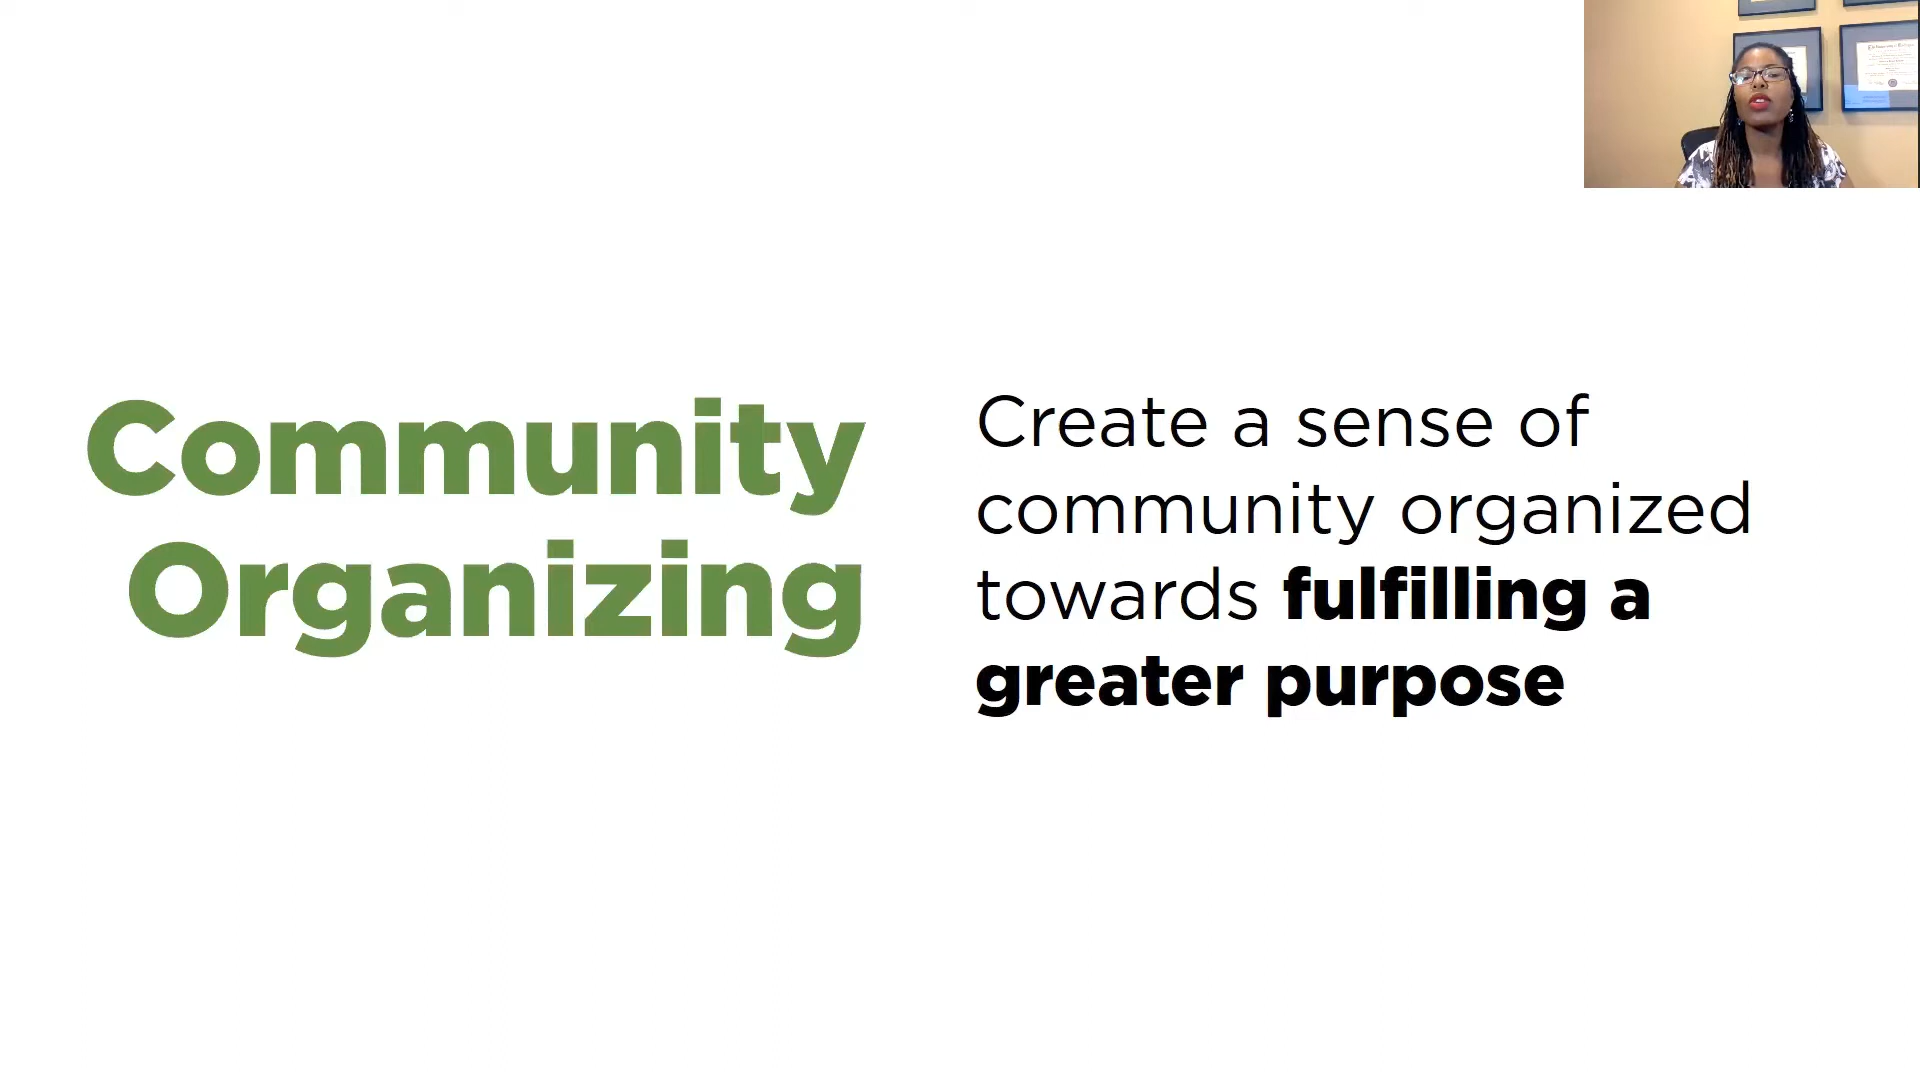 Community
Organizing
Create a sense of
community organized
towards fulfilling a
greater purpose